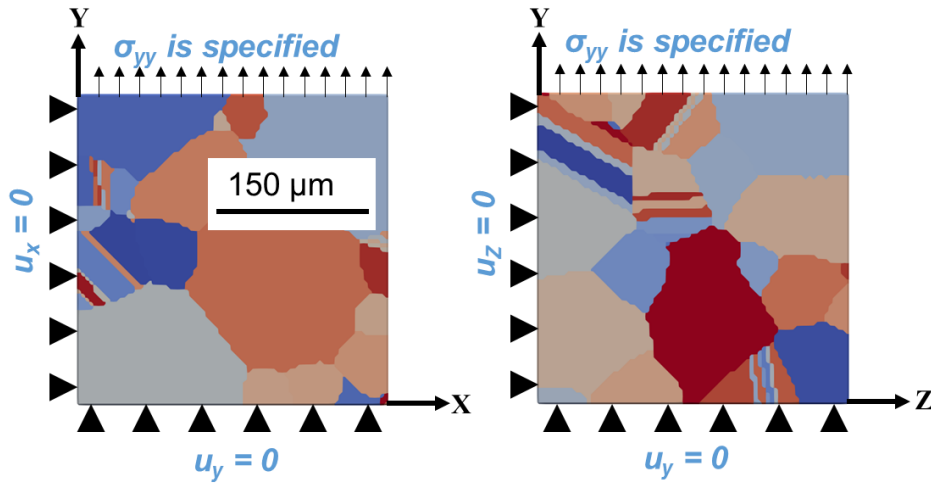 Y
σyy is specified
ux = 0
150 µm
X
uy = 0
Y
σyy is specified
uz = 0
Z
uy = 0